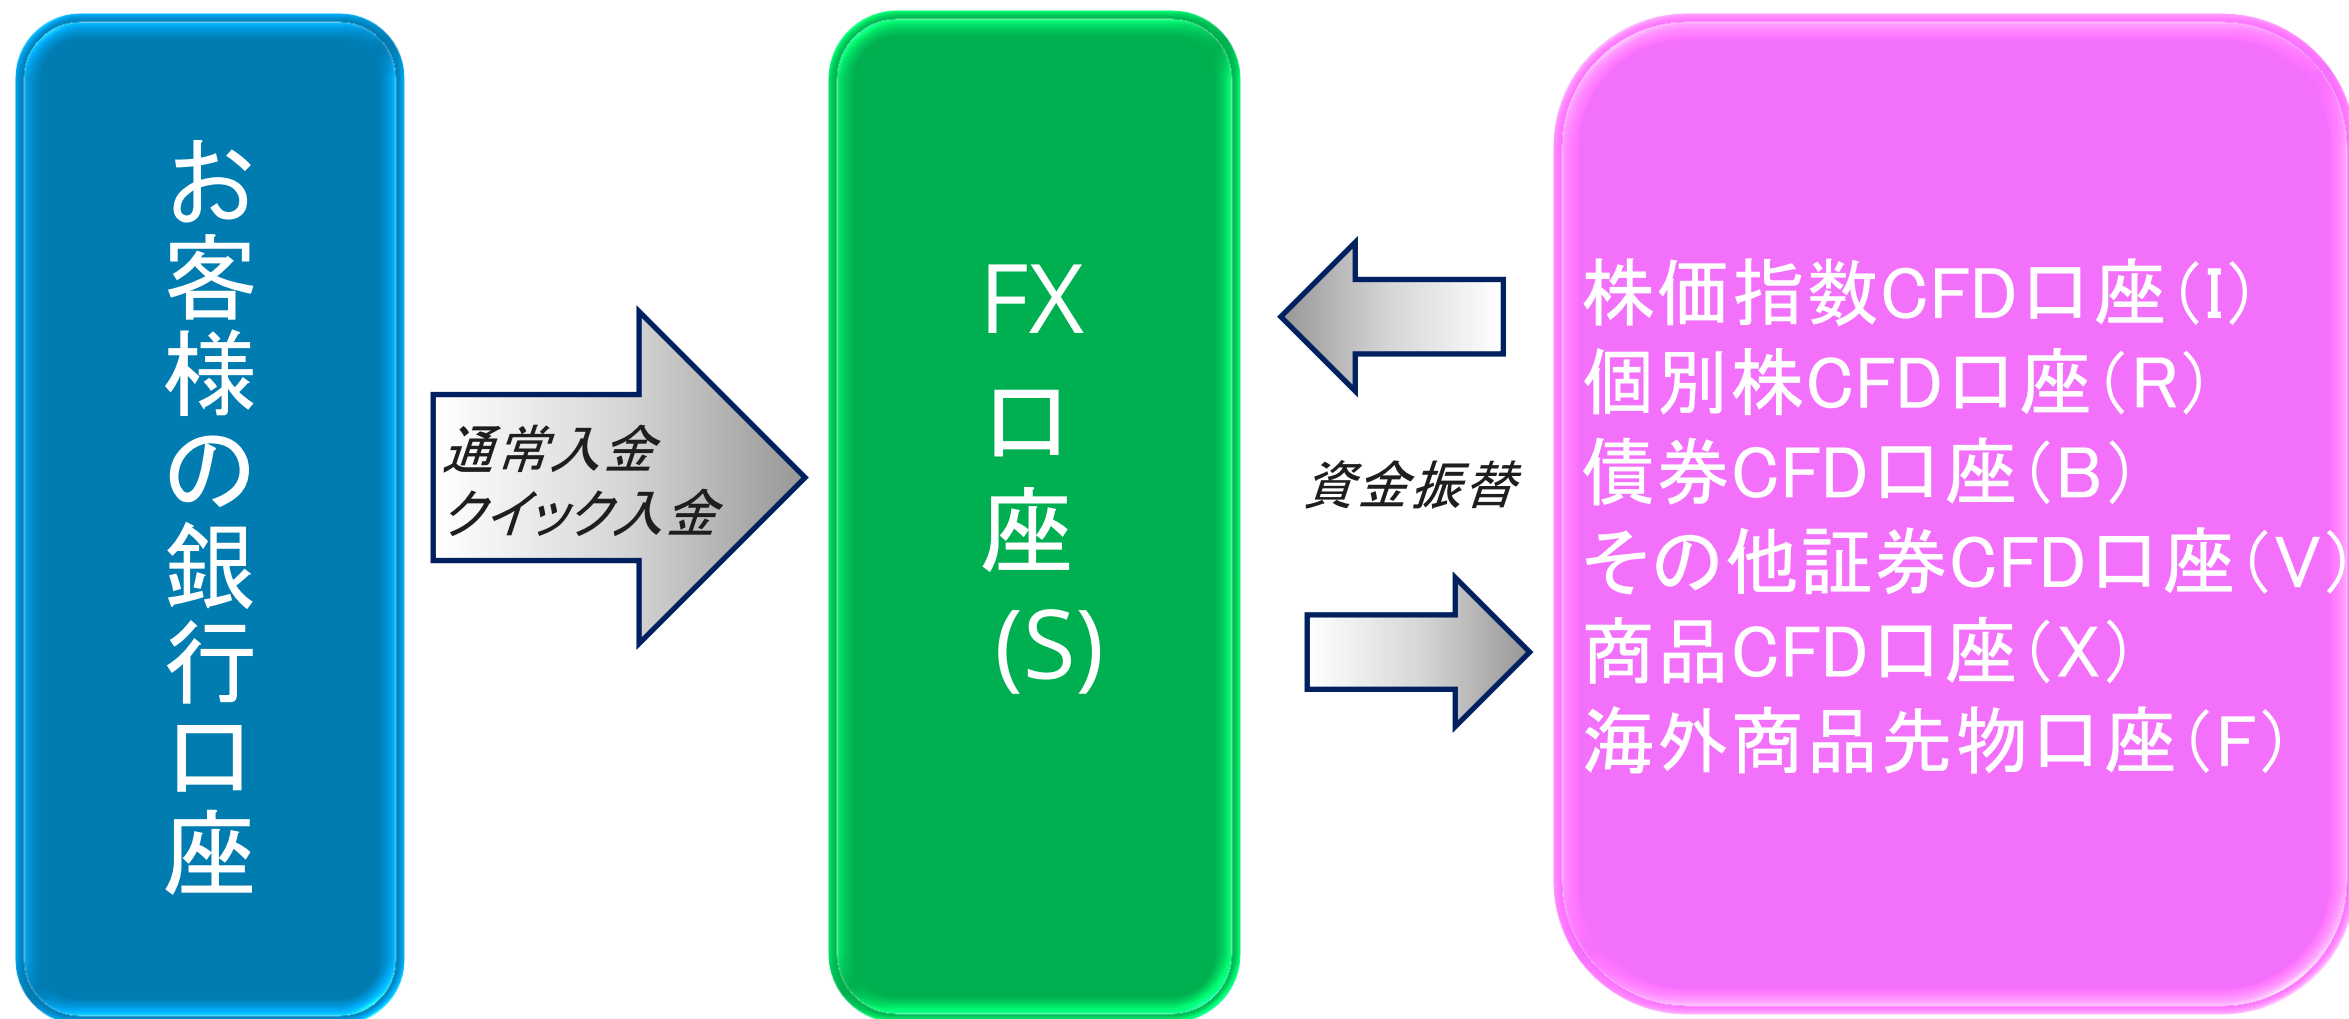 お客様の銀行口座
通常入金
クイック入金
FX
口
座
(S)
資金振替
株価指数CFD口座(I)
個別株CFD口座(R)
債券CFD口座(B)
その他証券CFD口座(V)
商品CFD口座(X)
海外商品先物口座(F)